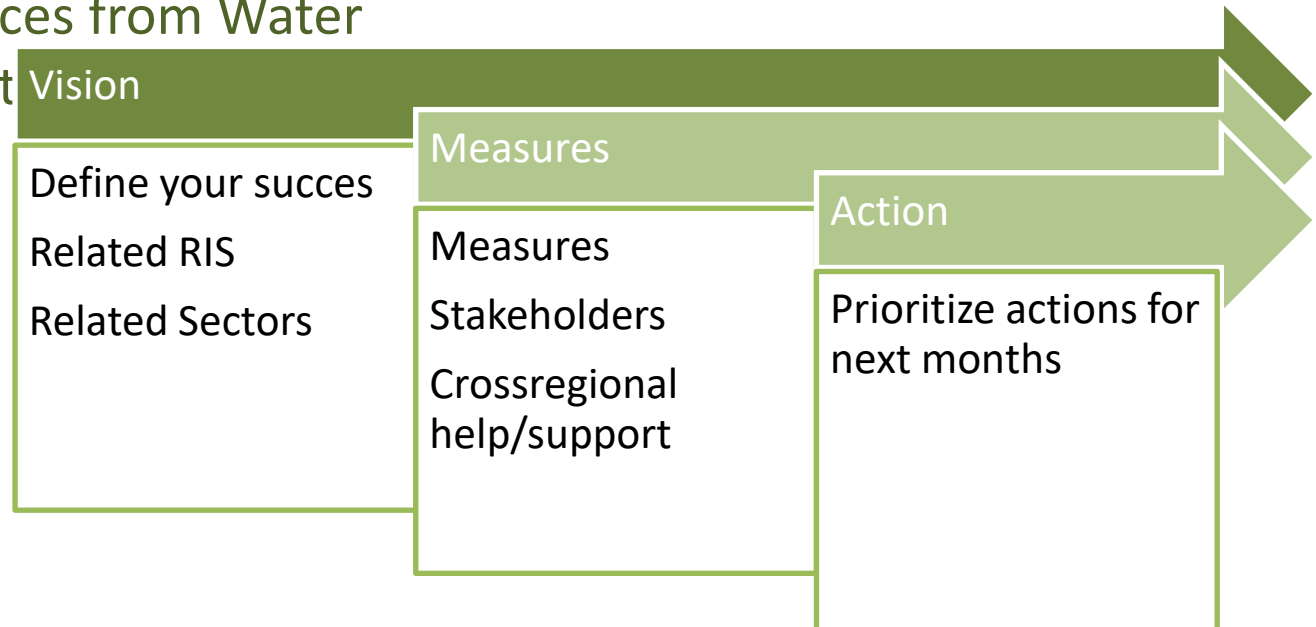 ces from Water
t
Vision
Define your succes
Related RIS
Related Sectors
Measures
Measures
Stakeholders
Crossregional
help/support
Action
Prioritize actions for
next months